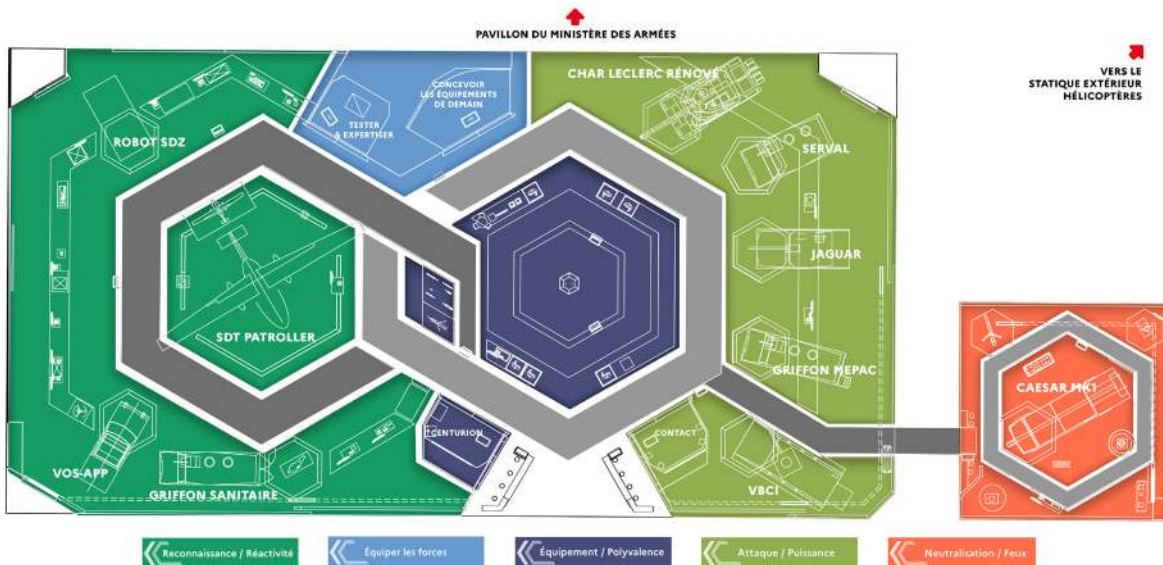 PAVILLON DU MINISTÈRE DES ARMÉES
VERS LE
STATIQUE EXTÉRIEUR
HÉLICOPTÈRES
CHAR LECLERC RÉNOVÉ
CONCEVOIR
LES ÉQUIPEMENTS
DE DEMAIN
TESTER
& EXPERTISER
ROBOT SDZ
SERVAL
JAGUAR
SDT PATROLLER
GRIFFON MEPAC
CAESAR MK1
CENTURION
CONTACT
VOS-APP
GRIFFON SANITAIRE
VBCI
Reconnaissance / Réactivité
Équiper les forces
Équipement / Polyvalence
Attaque / Puissance
Neutralisation / Feux